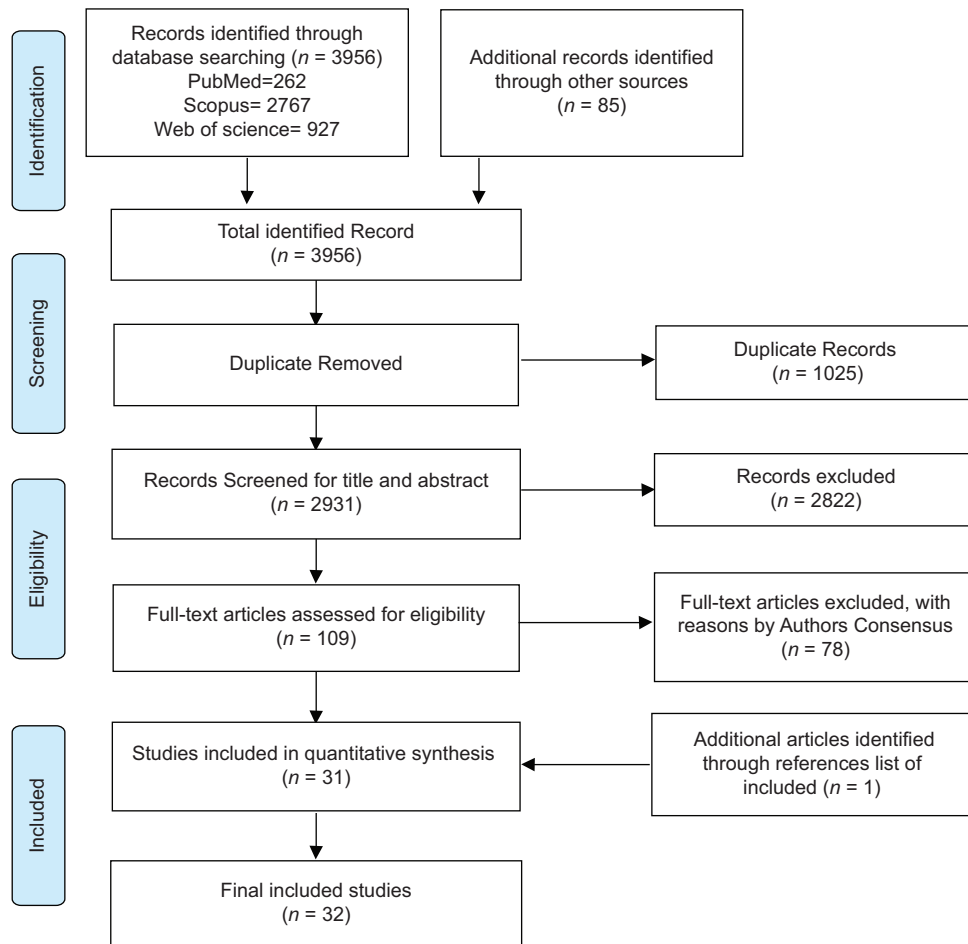 Identification
Records identified through
database searching (n = 3956)
PubMed=262
Scopus= 2767
Web of science= 927
Additional records identified
through other sources
(n = 85)
Total identified Record
(n = 3956)
Screening
Duplicate Removed
Duplicate Records
(n = 1025)
Records Screened for title and abstract
(n = 2931)
Records excluded
(n = 2822)
Eligibility
Full-text articles assessed for eligibility
(n = 109)
Full-text articles excluded, with
reasons by Authors Consensus
(n = 78)
Included
Studies included in quantitative synthesis
(n = 31)
Additional articles identified
through references list of
included (n = 1)
Final included studies
(n = 32)